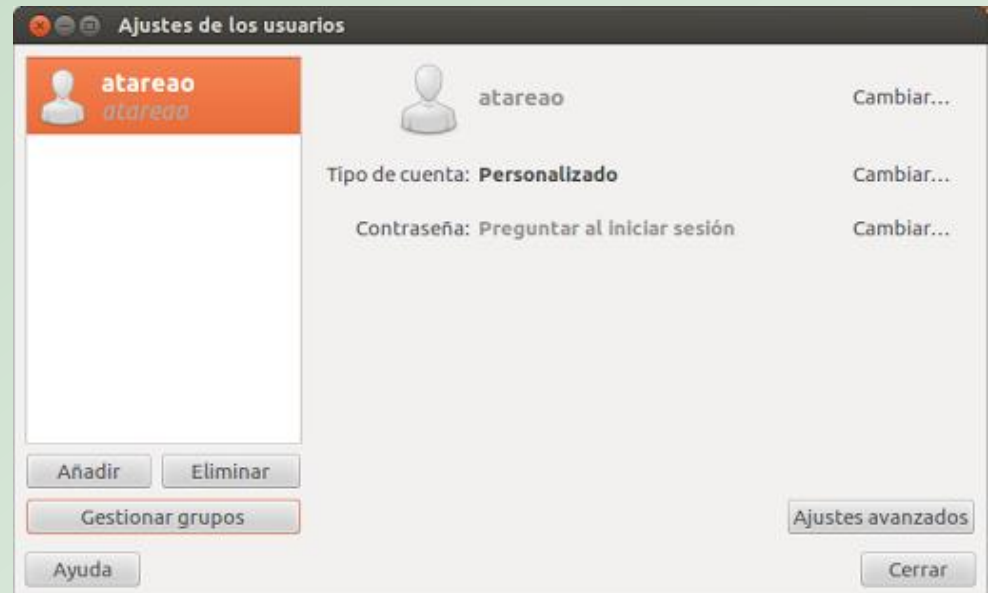 Ajustes de los usuarios
atareao
atareao
atareao Cambiar...
Tipo de cuenta: Personalizado Cambiar...
Contraseña: Preguntar al iniciar sesión Cambiar...
Añadir Eliminar
Gestionar grupos Ajustes avanzados
Ayuda Cerrar